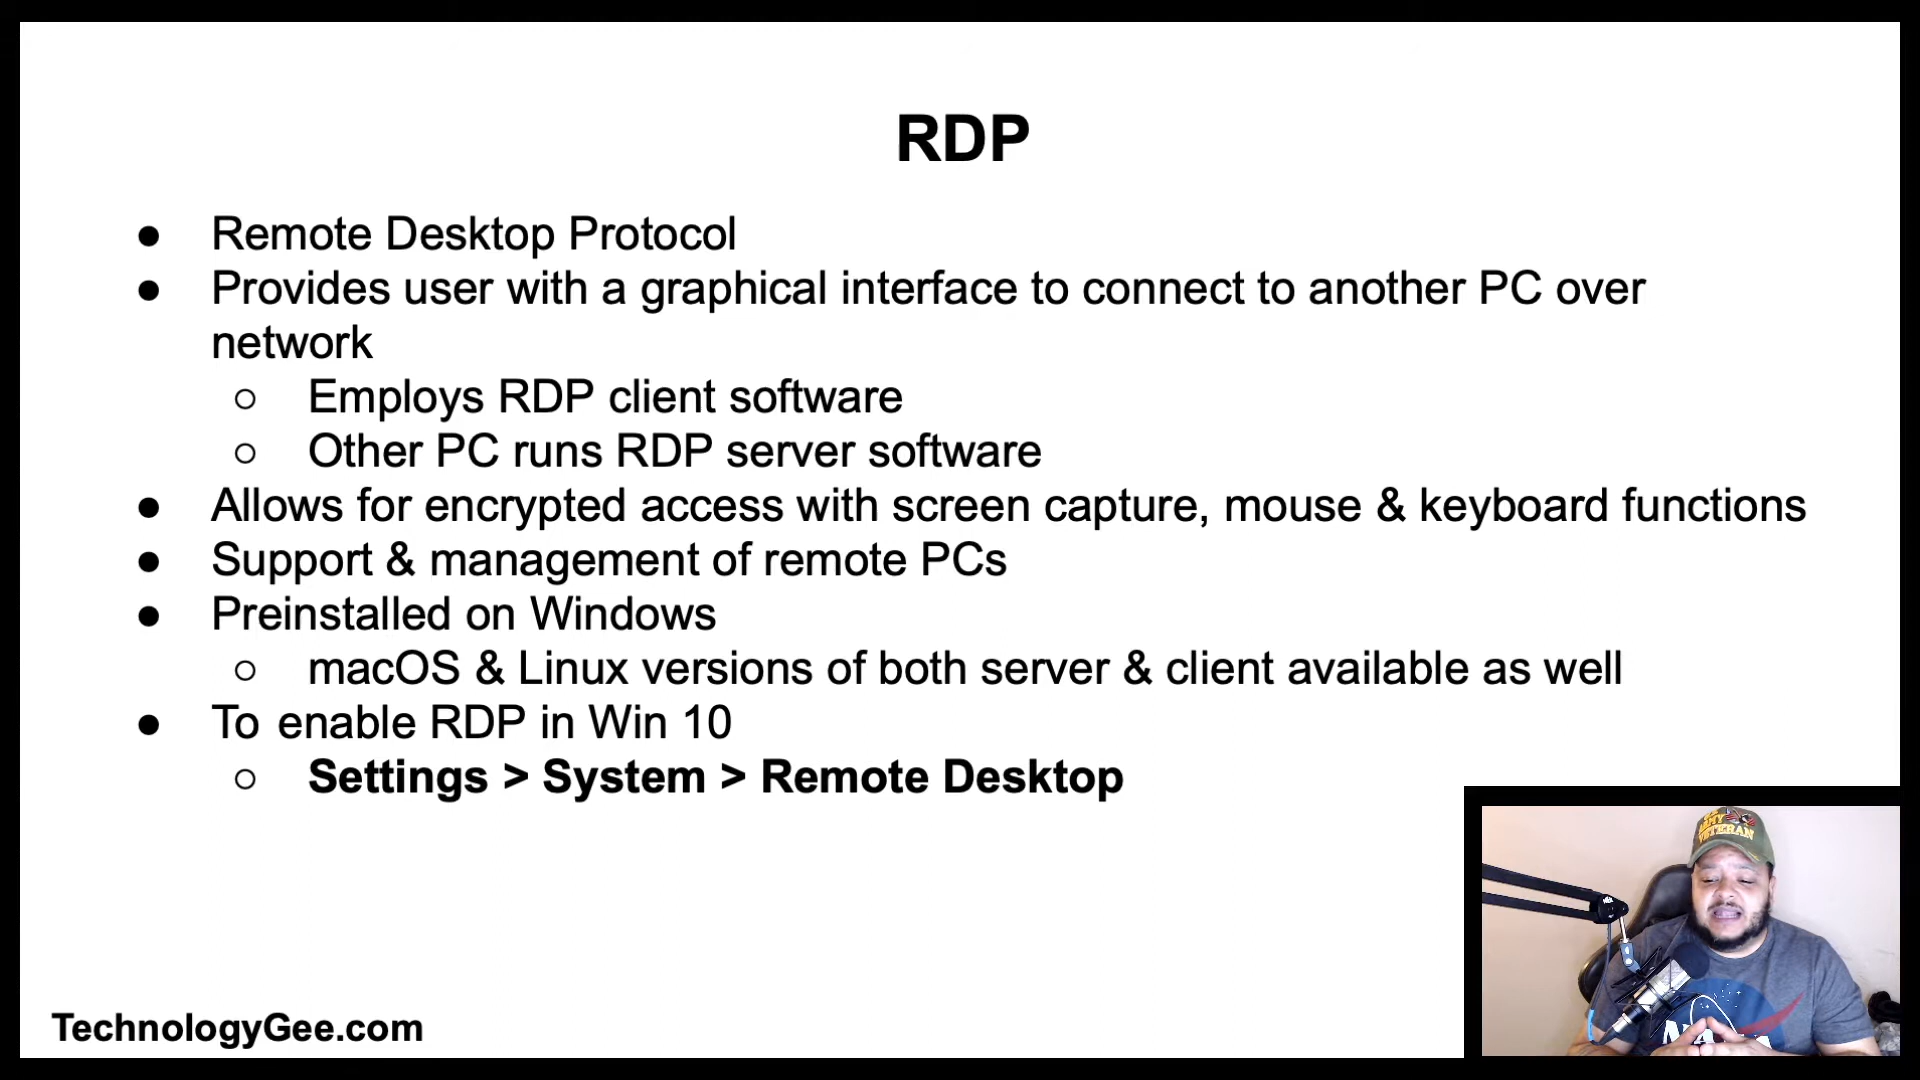 RDP
● Remote Desktop Protocol
● Provides user with a graphical interface to connect to another PC over
network
○ Employs RDP client software
○ Other PC runs RDP server software
● Allows for encrypted access with screen capture, mouse & keyboard functions
● Support & management of remote PCs
● Preinstalled on Windows
○ macOS & Linux versions of both server & client available as well
● To enable RDP in Win 10
○ Settings > System > Remote Desktop
ARMY
VETERAN
TechnologyGee.com